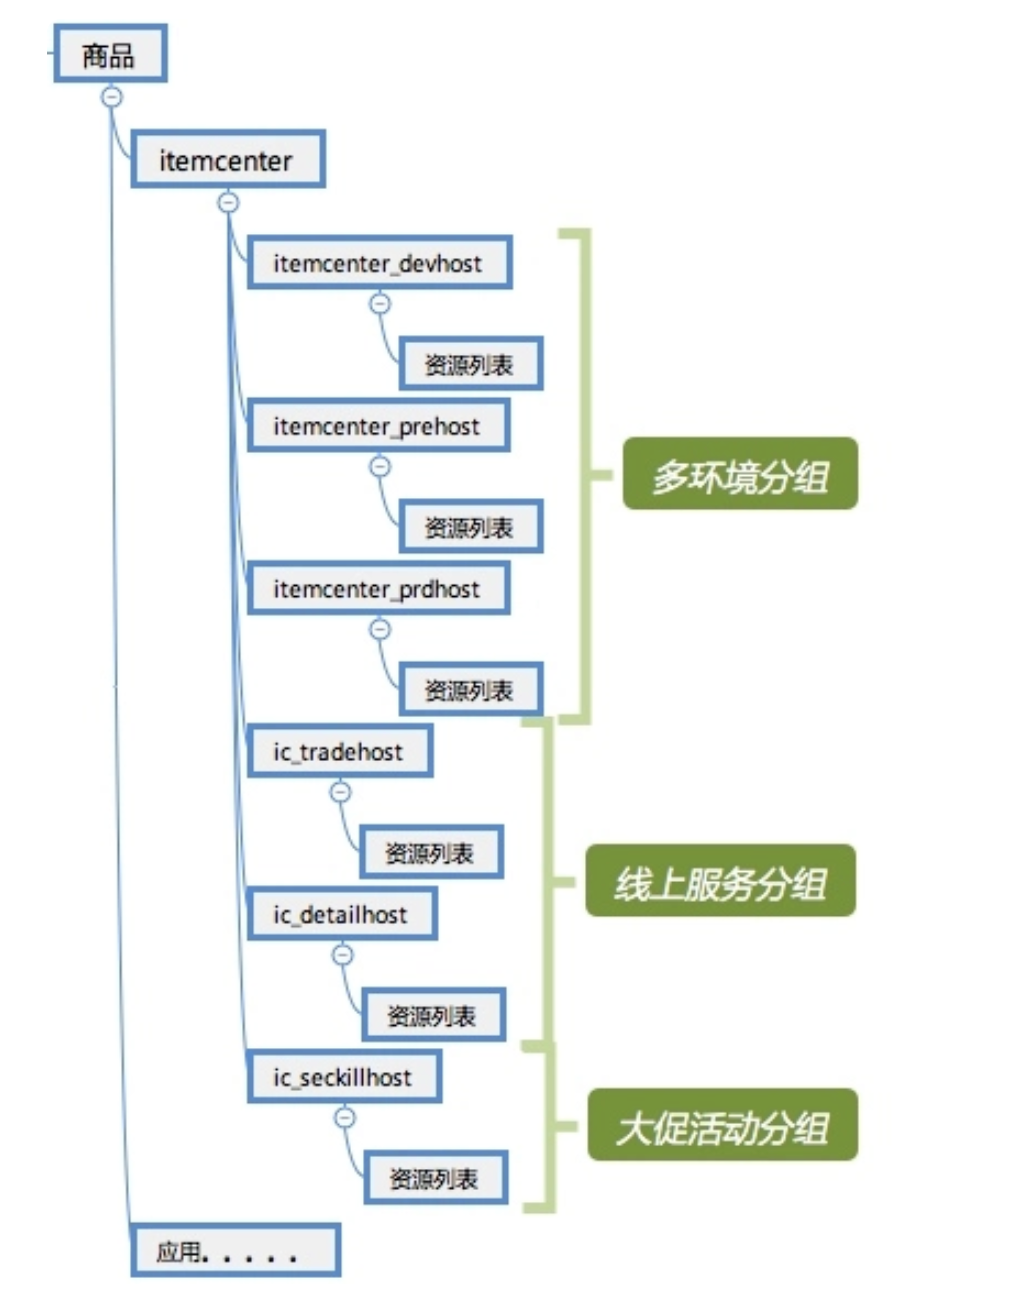 商品
itemcenter
itemcenter_devhost
资源列表
itemcenter_prehost
多环境分组
资源列表
itemcenter_prdhost
资源列表
ic_tradehost
资源列表
线上服务分组
ic_detailhost
资源列表
ic_seckillhost
大促活动分组
资源列表
应用. . . . .